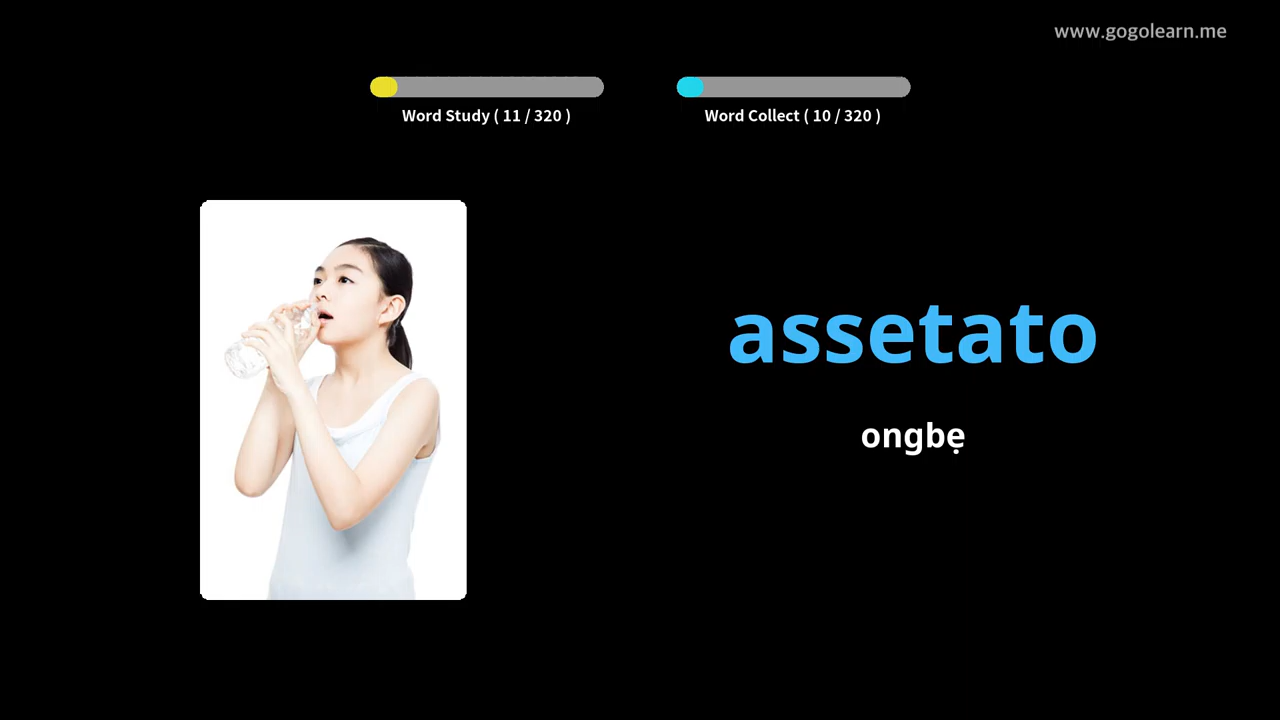 www.gogolearn.me
Word Study ( 11 / 320 )
Word Collect ( 10 / 320 )
assetato
ongbẹ